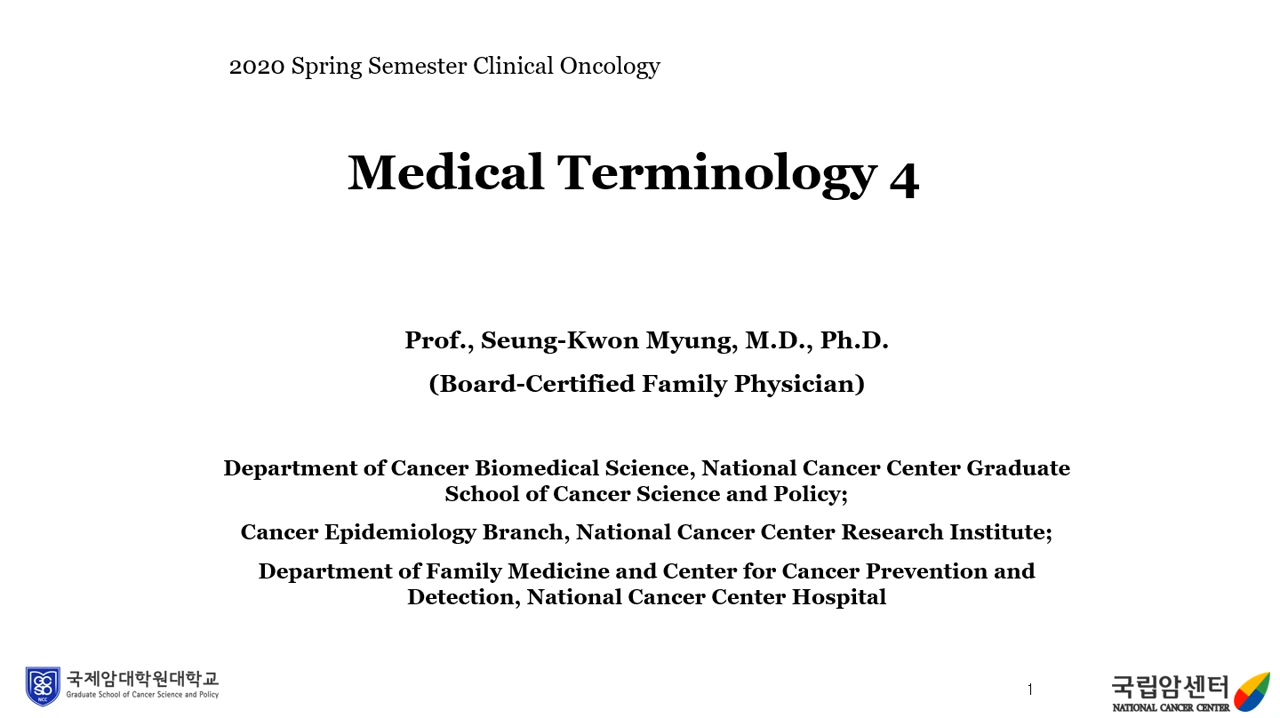 2020 Spring Semester Clinical Oncology
Medical Terminology 4
Prof., Seung-Kwon Myung, M.D., Ph.D.
(Board-Certified Family Physician)
Department of Cancer Biomedical Science, National Cancer Center Graduate
School of Cancer Science and Policy;
Cancer Epidemiology Branch, National Cancer Center Research Institute;
Department of Family Medicine and Center for Cancer Prevention and
Detection, National Cancer Center Hospital
NCC
국제암대학원대학교
Graduate School of Cancer Science and Policy
1
국립암센터
NATIONAL CANCER CENTER